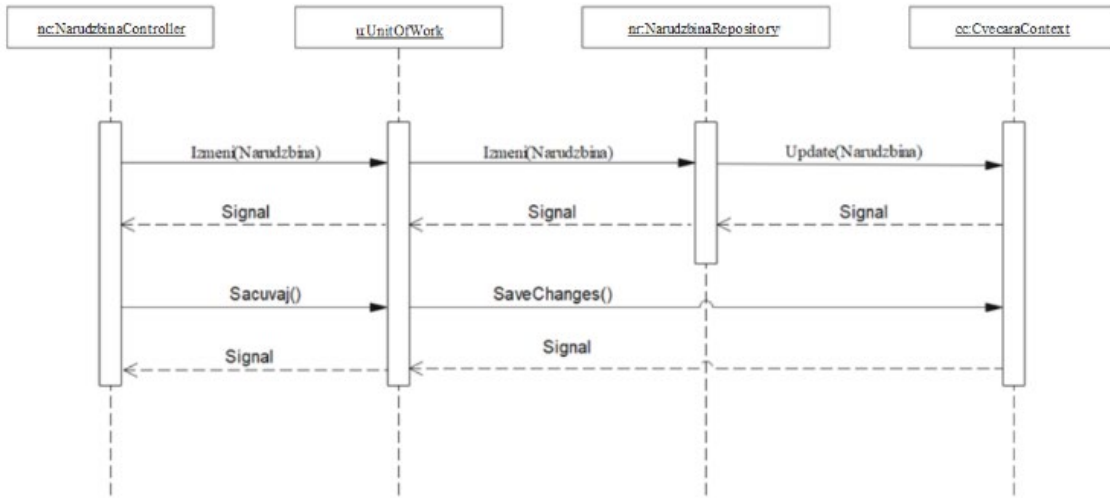 nc:NarudzbinaController
u:UnitOfWork
nr:NarudzbinaRepository
cc:CvecaraContext
Izmeni(Narudzbina)
Izmeni(Narudzbina)
Update(Narudzbina)
Signal
Signal
Signal
Sacuvaj()
SaveChanges()
Signal
Signal